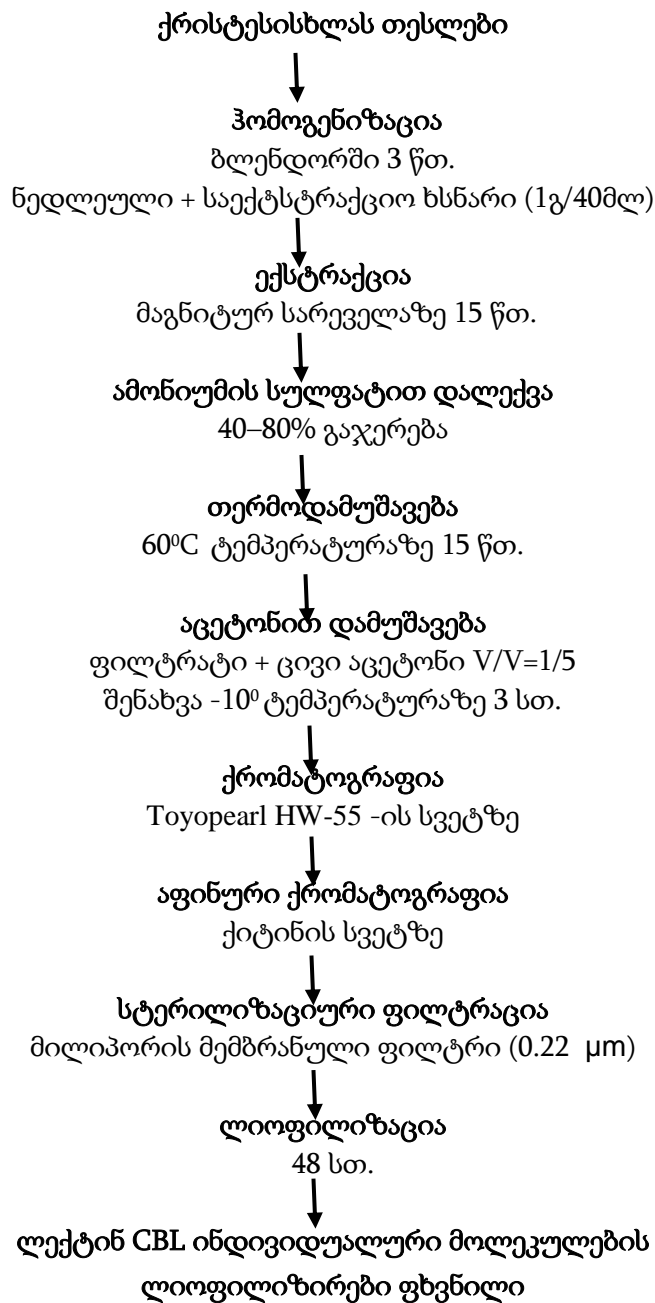 ქრისტესისხლას თესლები
ჰომოგენიზაცია
ბლენდორში 3 წთ.
ნედლეული + საექტსტრაქციო ხსნარი (1გ/40მლ)
ექსტრაქცია
მაგნიტურ სარეველაზე 15 წთ.
ამონიუმის სულფატით დალექვა
40–80% გაჯერება
თერმოდამუშავება
60⁰C ტემპერატურაზე 15 წთ.
აცეტონით დამუშავება
ფილტრატი + ცივი აცეტონი V/V=1/5
შენახვა -10⁰ ტემპერატურაზე 3 სთ.
ქრომატოგრაფია
Toyopearl HW-55 -ის სვეტზე
აფინური ქრომატოგრაფია
ქიტინის სვეტზე
სტერილიზაციური ფილტრაცია
მილიპორის მემბრანული ფილტრი (0.22 µm)
ლიოფილიზაცია
48 სთ.
ლექტინ CBL ინდივიდუალური მოლეკულების
ლიოფილიზირები ფხვნილი